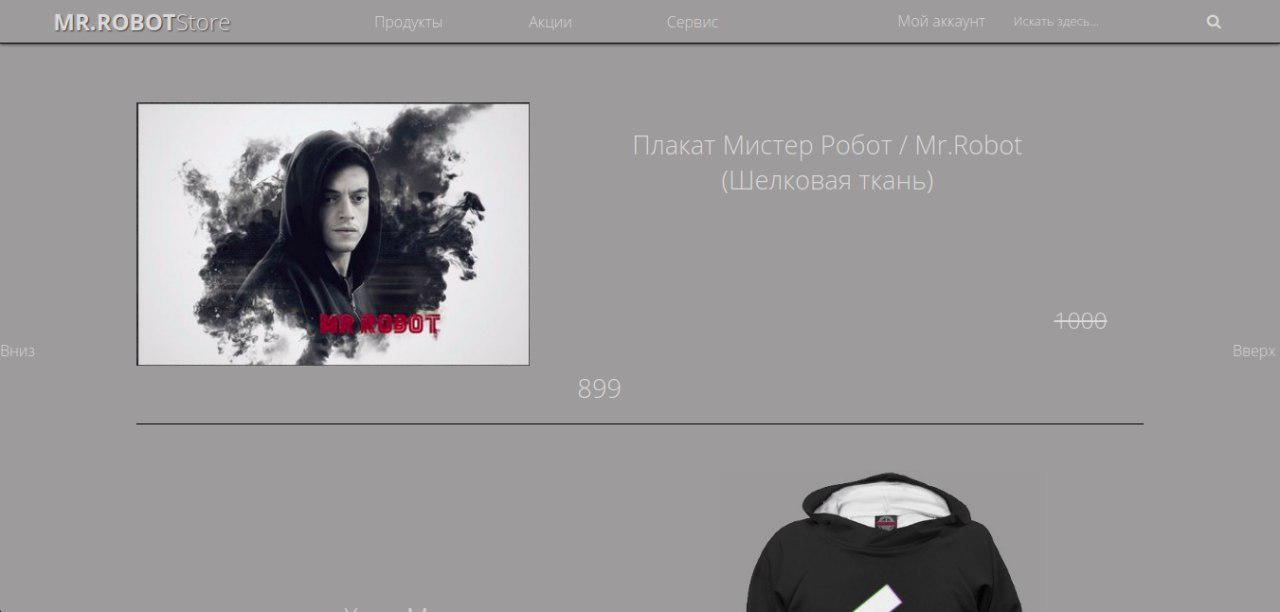 MR.ROBOTStore
Продукты
Акции
Сервис
Мой аккаунт
Искать здесь...
Плакат Мистер Робот / Mr.Robot
(Шелковая ткань)
MR ROBOT
1000
Вниз
Вверх
899